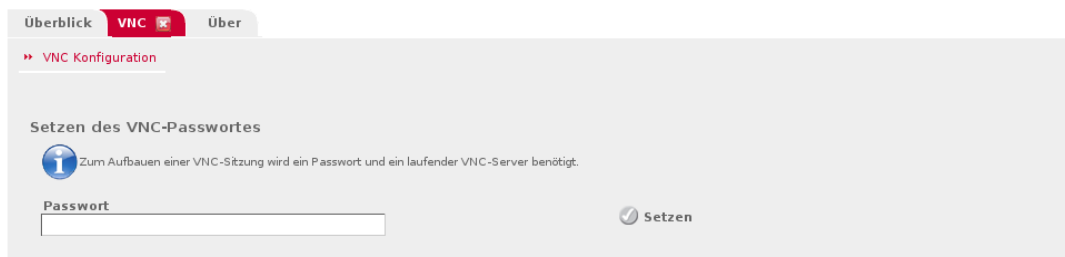 Überblick VNC Über
VNC Konfiguration
Setzen des VNC-Passwortes
Zum Aufbauen einer VNC-Sitzung wird ein Passwort und ein laufender VNC-Server benötigt.
Passwort
Setzen